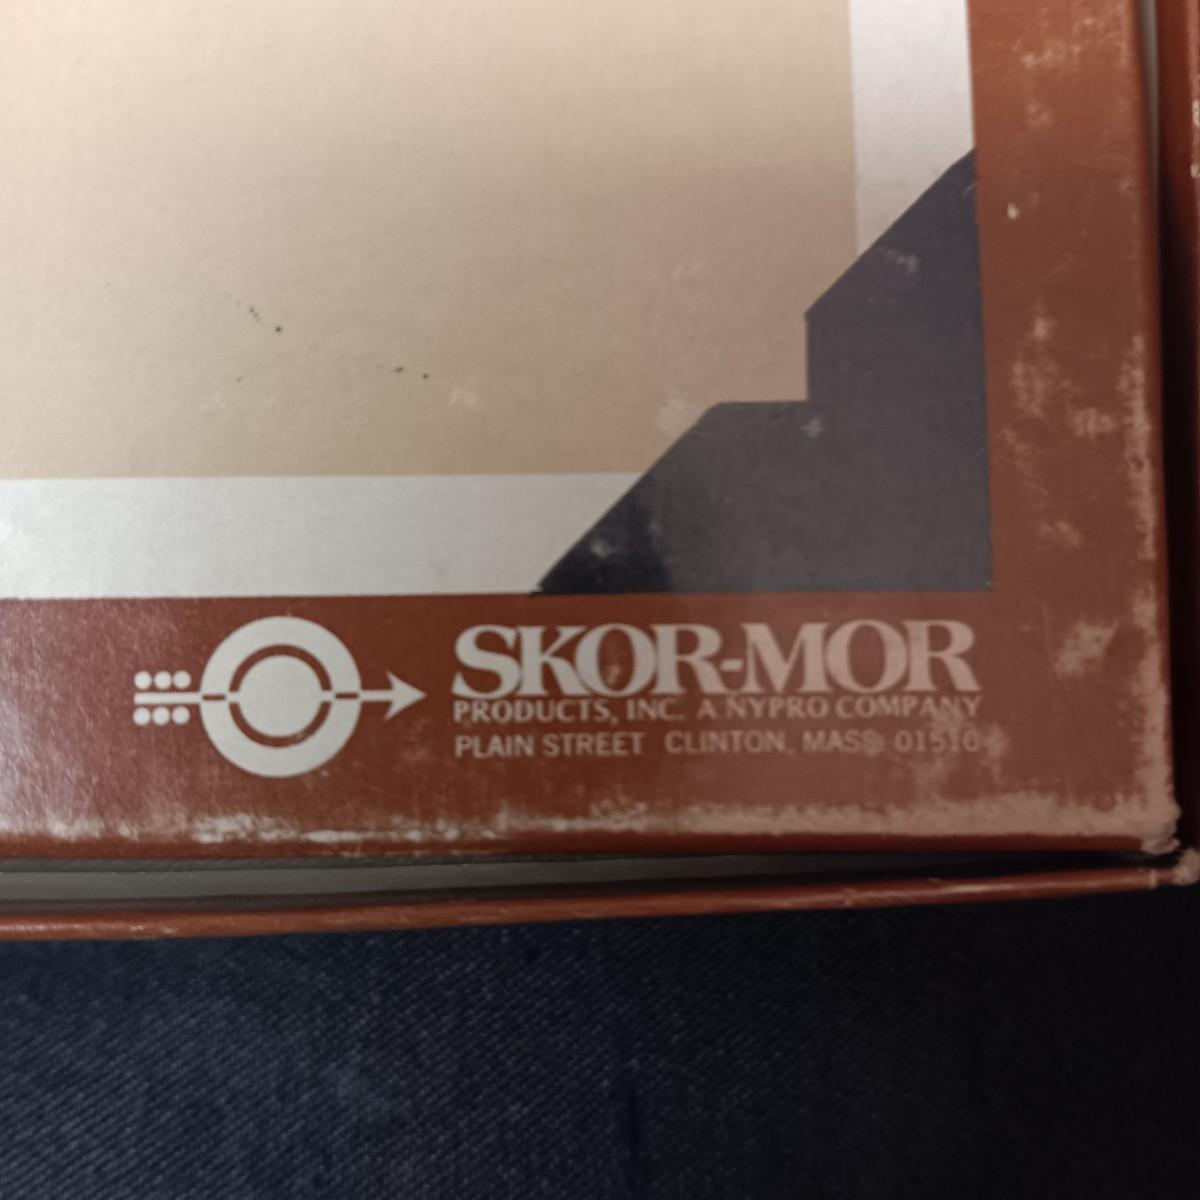 SKOR-MOR
PRODUCTS, INC. A NYPRO COMPANY
PLAIN STREET CLINTON, MASS. 01510